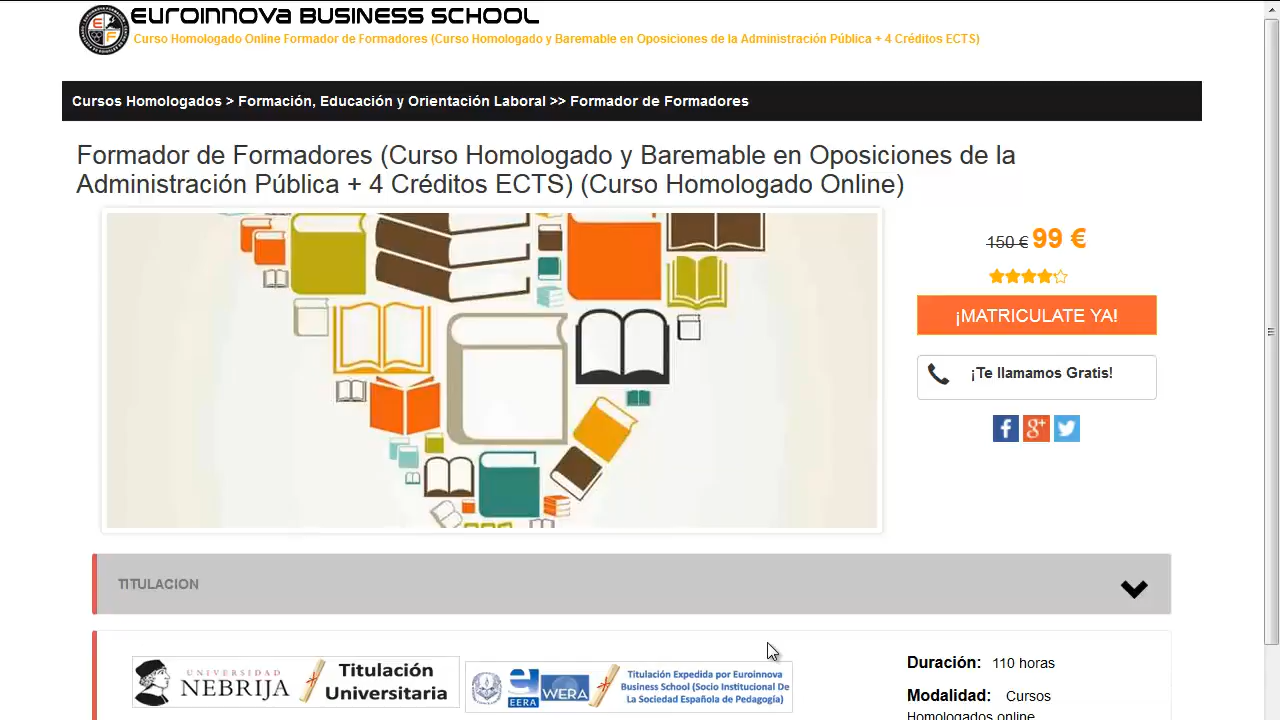 EUROINNOVA BUSINESS SCHOOL
Curso Homologado Online Formador de Formadores (Curso Homologado y Baremable en Oposiciones de la Administración Pública + 4 Créditos ECTS)
Cursos Homologados > Formación, Educación y Orientación Laboral >> Formador de Formadores
Formador de Formadores (Curso Homologado y Baremable en Oposiciones de la
Administración Pública + 4 Créditos ECTS) (Curso Homologado Online)
150 € 99 €
¡MATRICULATE YA!
¡Te llamamos Gratis!
TITULACION
UNIVERSIDAD
NEBRIJA
Titulación
Universitaria
EERA
WERA
Titulación Expedida por Euroinnova
Business School (Socio Institucional De
La Sociedad Española de Pedagogía)
Duración: 110 horas
Modalidad: Cursos
Homologados online